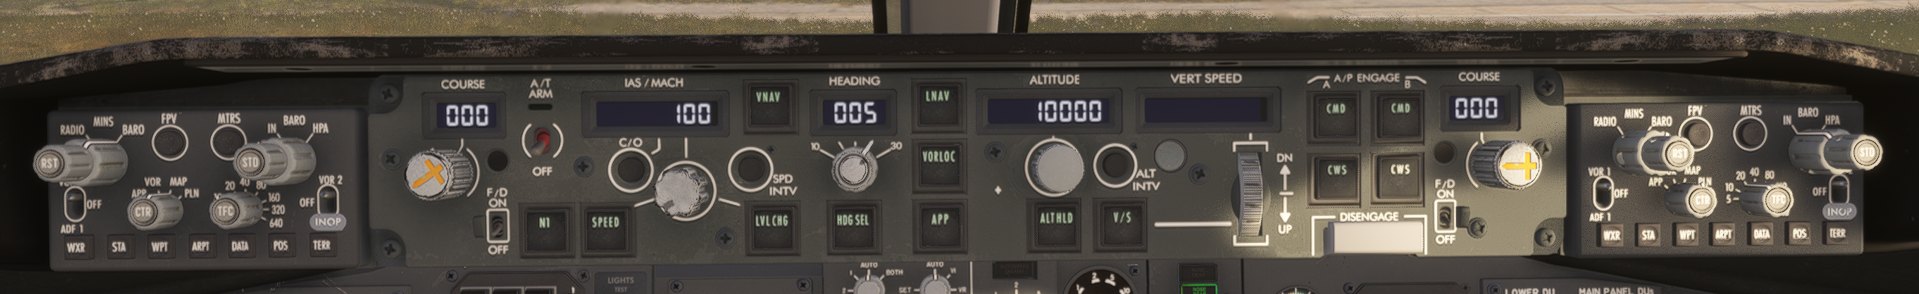 COURSE
000
A/T
ARM
OFF
IAS / MACH
100
C/O
SPD
INTV
VNAV
HEADING
005
10
30
LNAV
VORLOC
ALTITUDE
10000
ALT
INTV
VERT SPEED
DN
UP
A/P ENGAGE
A
B
CMD
CMD
CWS
CWS
DISENGAGE
COURSE
000
F/D
ON
OFF
N1
SPEED
LVL CHG
HDG SEL
APP
ALT HLD
V/S
F/D
ON
OFF
RADIO
MINS
BARO
RST
FPV
MTRS
IN
BARO
HPA
STD
VOR 1
OFF
ADF 1
APP
VOR
MAP
PLN
CTR
20
40
80
160
320
640
TFC
VOR 2
OFF
INOP
WXR
STA
WPT
ARPT
DATA
POS
TERR
RADIO
MINS
BARO
RST
FPV
MTRS
IN
BARO
HPA
STD
VOR 1
OFF
ADF 1
APP
MAP
PLN
CTR
5
10
20
40
80
TFC
OFF
INOP
WXR
STA
WPT
ARPT
DATA
POS
TERR
LIGHTS
TEST
AUTO
BOTH
AUTO
SET
2
LOWER DU
MAIN PANEL DUs